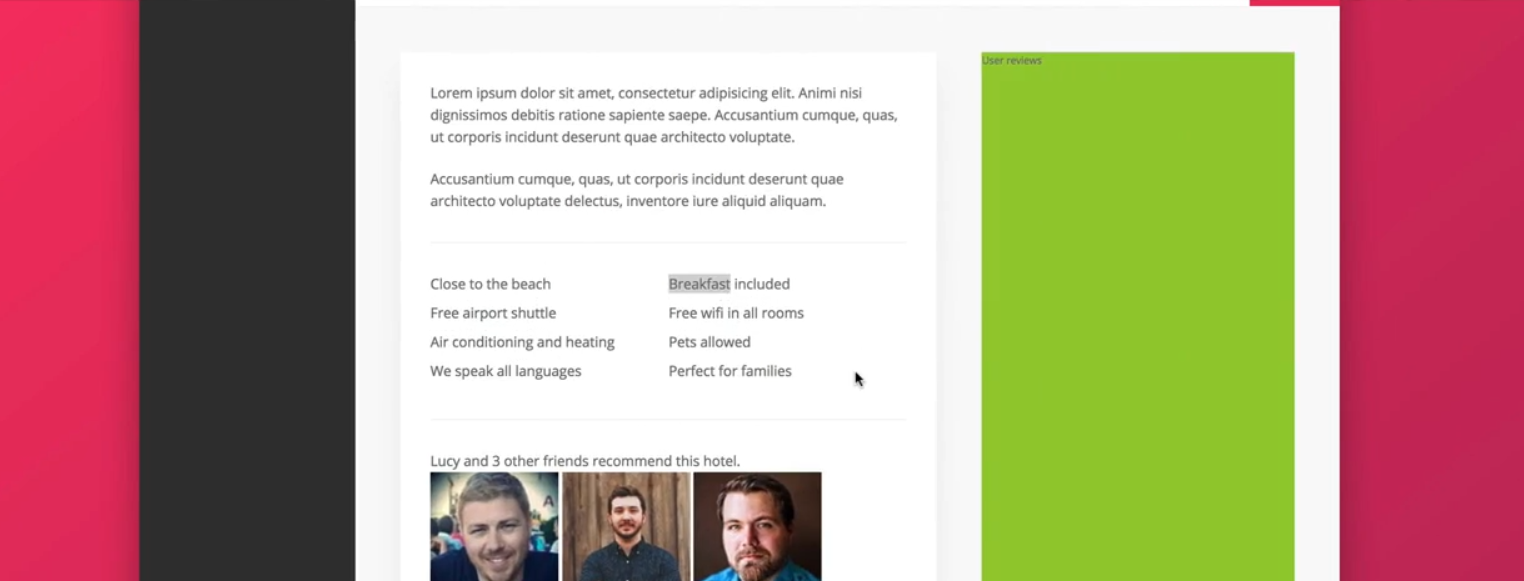 Lorem ipsum dolor sit amet, consectetur adipisicing elit. Animi nisi
dignissimos debitis ratione sapiente saepe. Accusantium cumque, quas,
ut corporis incidunt deserunt quae architecto voluptate.
Accusantium cumque, quas, ut corporis incidunt deserunt quae
architecto voluptate delectus, inventore iure aliquid aliquam.
Close to the beach
Free airport shuttle
Air conditioning and heating
We speak all languages
Breakfast included
Free wifi in all rooms
Pets allowed
Perfect for families
Lucy and 3 other friends recommend this hotel.
User reviews